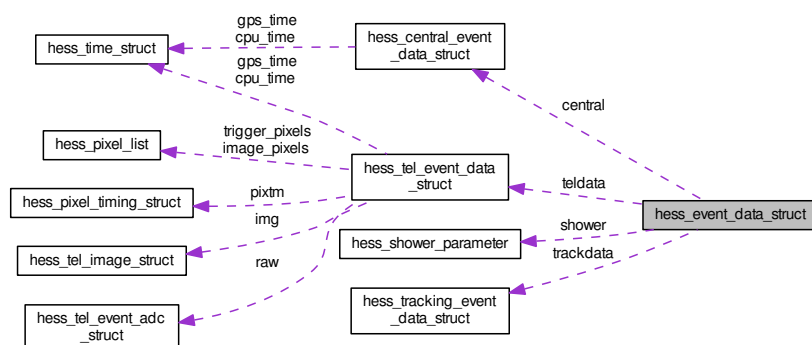 gps_time
cpu_time
hess_time_struct
hess_central_event
_data_struct
gps_time
cpu_time
central
trigger_pixels
image_pixels
hess_pixel_list
hess_tel_event_data
_struct
pixtm
teldata
hess_pixel_timing_struct
hess_event_data_struct
img
shower
hess_shower_parameter
hess_tel_image_struct
raw
trackdata
hess_tracking_event
_data_struct
hess_tel_event_adc
_struct